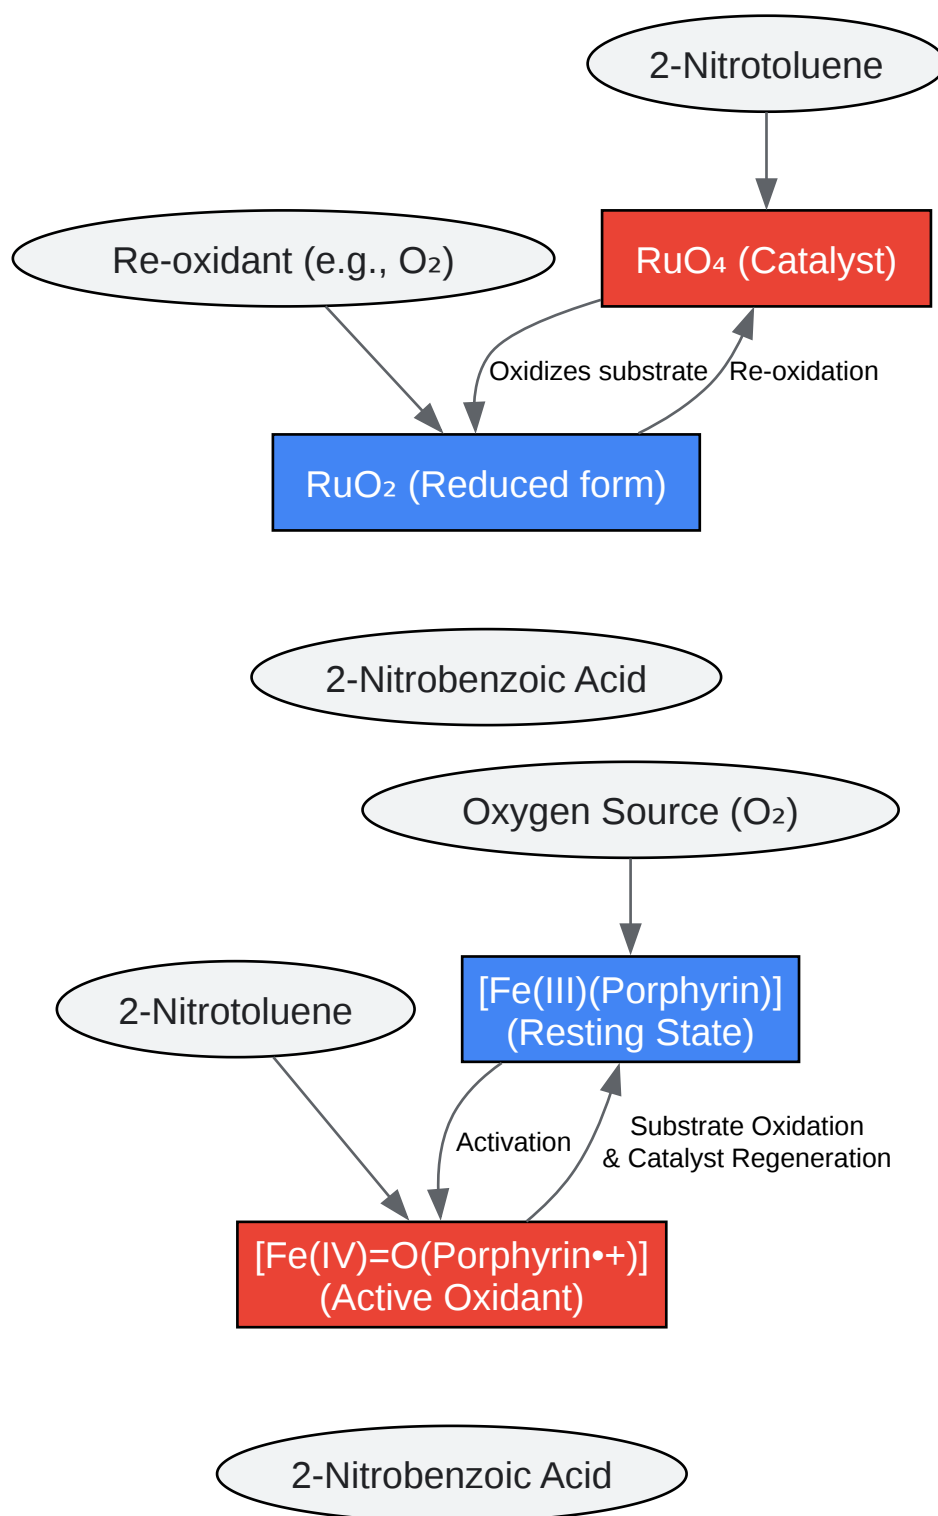 2-Nitrotoluene
Re-oxidant (e.g., O₂)
RuO₄ (Catalyst)
Oxidizes substrate
Re-oxidation
RuO₂ (Reduced form)
2-Nitrobenzoic Acid
Oxygen Source (O₂)
2-Nitrotoluene
[Fe(III)(Porphyrin)]
(Resting State)
Activation
Substrate Oxidation
& Catalyst Regeneration
[Fe(IV)=O(Porphyrin•+)]
(Active Oxidant)
2-Nitrobenzoic Acid